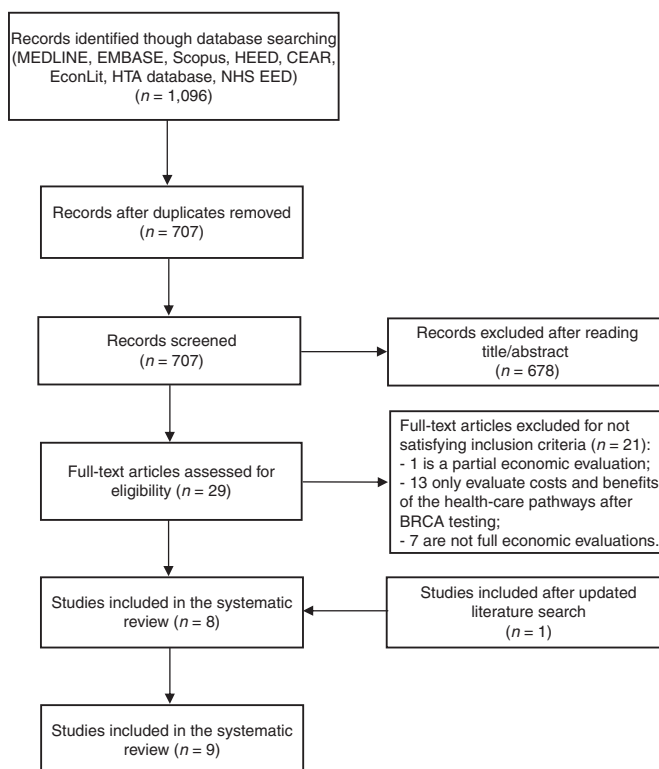 Records identified though database searching
(MEDLINE, EMBASE, Scopus, HEED, CEAR,
EconLit, HTA database, NHS EED)
(n = 1,096)
Records after duplicates removed
(n = 707)
Records screened
(n = 707)
Records excluded after reading
title/abstract
(n = 678)
Full-text articles assessed for
eligibility (n = 29)
Full-text articles excluded for not
satisfying inclusion criteria (n = 21):
- 1 is a partial economic evaluation;
- 13 only evaluate costs and benefits
of the health-care pathways after
BRCA testing;
- 7 are not full economic evaluations.
Studies included in the systematic
review (n = 8)
Studies included after updated
literature search
(n = 1)
Studies included in the systematic
review (n = 9)